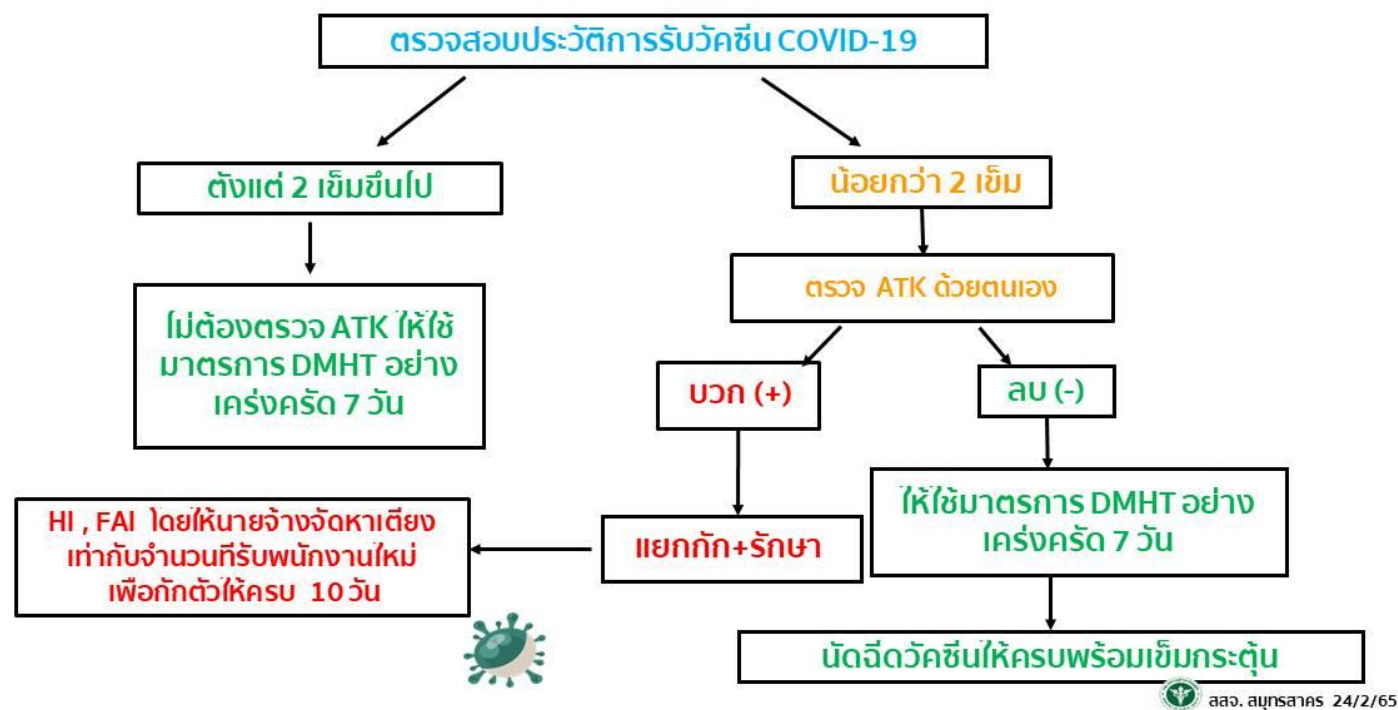 ตรวจสอบประวัติการรับวัคซีน COVID-19
ตั้งแต่ 2 เข็มขึ้นไป
น้อยกว่า 2 เข็ม
ตรวจ ATK ด้วยตนเอง
ไม่ต้องตรวจ ATK ให้ใช้
มาตรการ DMHT อย่าง
เคร่งครัด 7 วัน
บวก (+)
ลบ (-)
ให้ใช้มาตรการ DMHT อย่าง
เคร่งครัด 7 วัน
HI , FAI โดยให้นายจ้างจัดหาเตียง
เท่ากับจำนวนที่รับพนักงานใหม่
เพื่อกักตัวให้ครบ 10 วัน
แยกกัก+รักษา
นัดฉีดวัคซีนให้ครบพร้อมเข็มกระตุ้น
สสจ. สมุทรสาคร 24/2/65